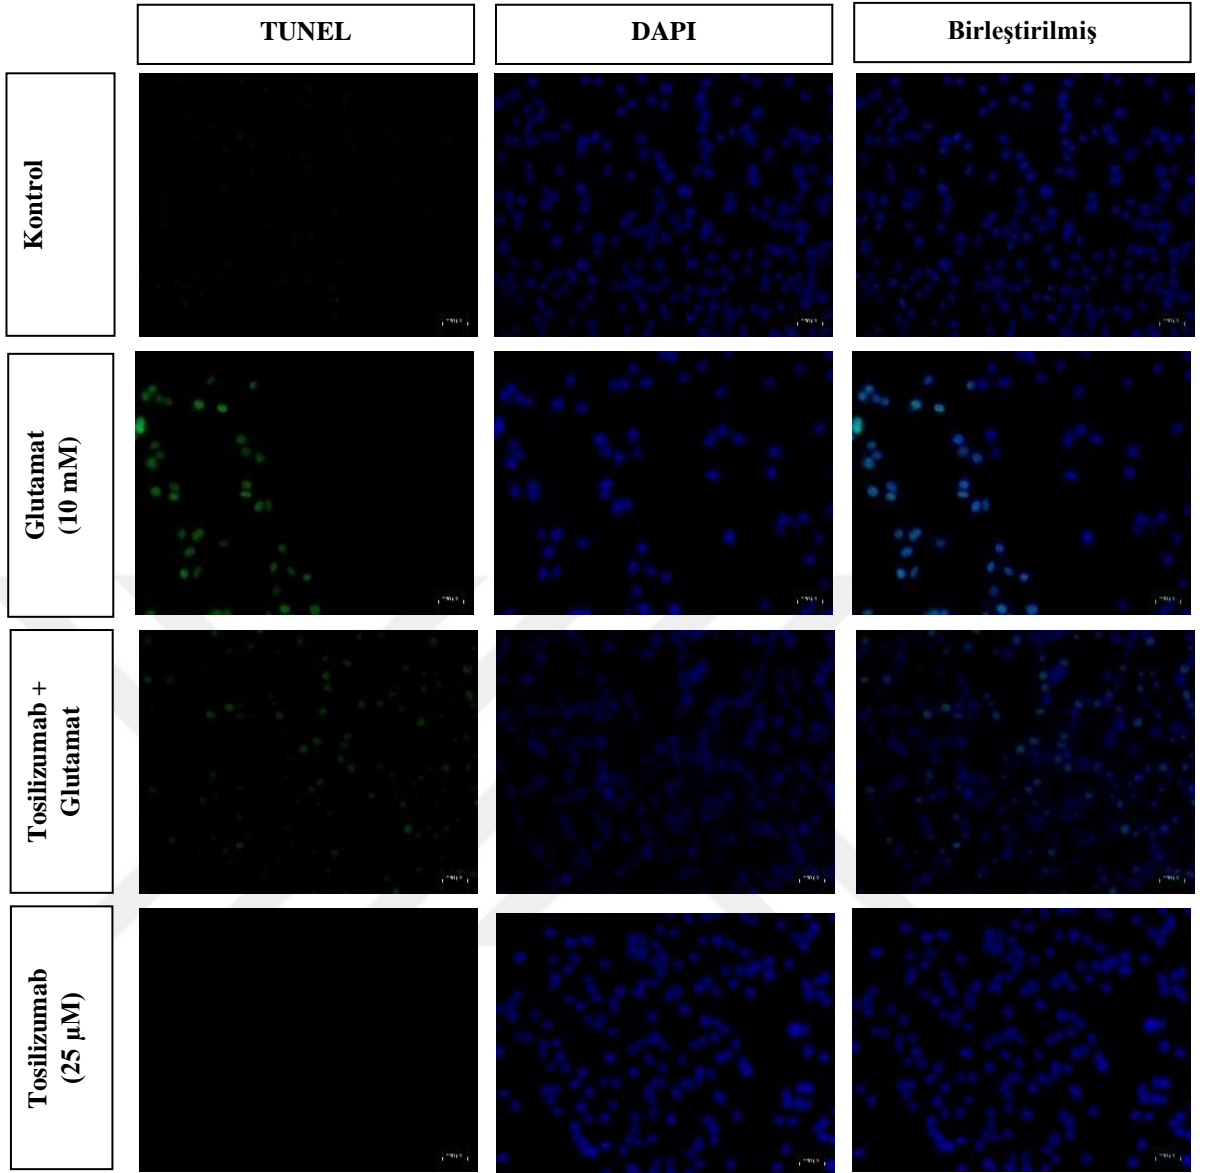 TUNEL
DAPI
Birleştirilmiş
Kontrol
Glutamat
(10 mM)
Tosilizumab +
Glutamat
Tosilizumab
(25 µM)